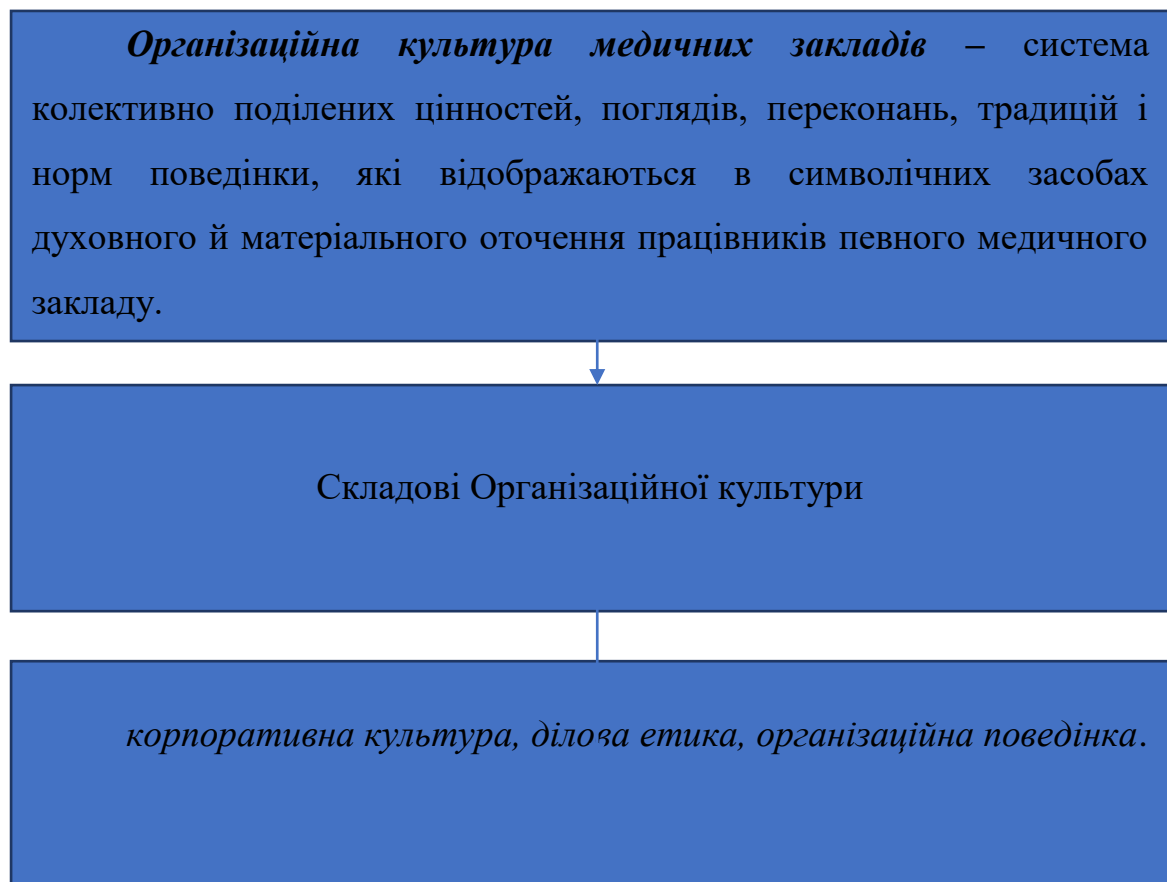 Організаційна культура медичних закладів – система
колективно поділених цінностей, поглядів, переконань, традицій і
норм поведінки, які відображаються в символічних засобах
духовного й матеріального оточення працівників певного медичного
закладу.
Складові Організаційної культури
корпоративна культура, ділова етика, організаційна поведінка.